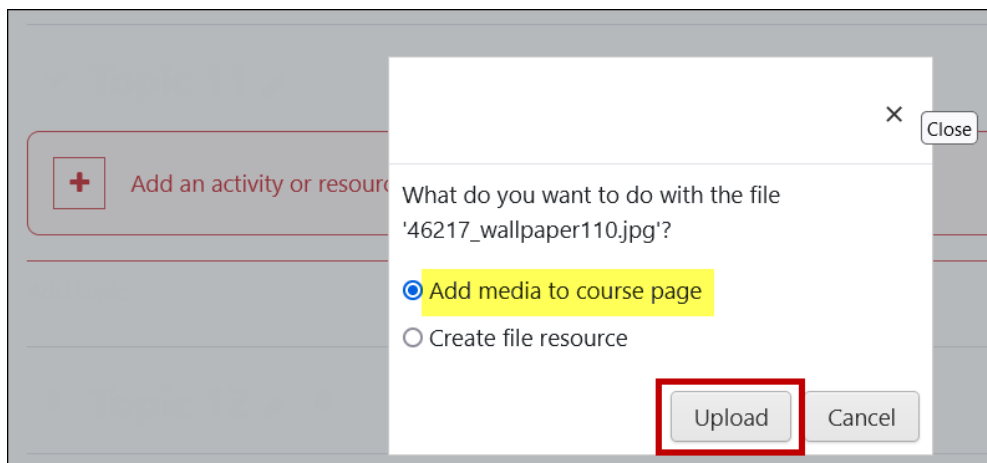 Add an activity or resourc
×
Close
What do you want to do with the file
'46217_wallpaper110.jpg'?
Add media to course page
Create file resource
Upload
Cancel